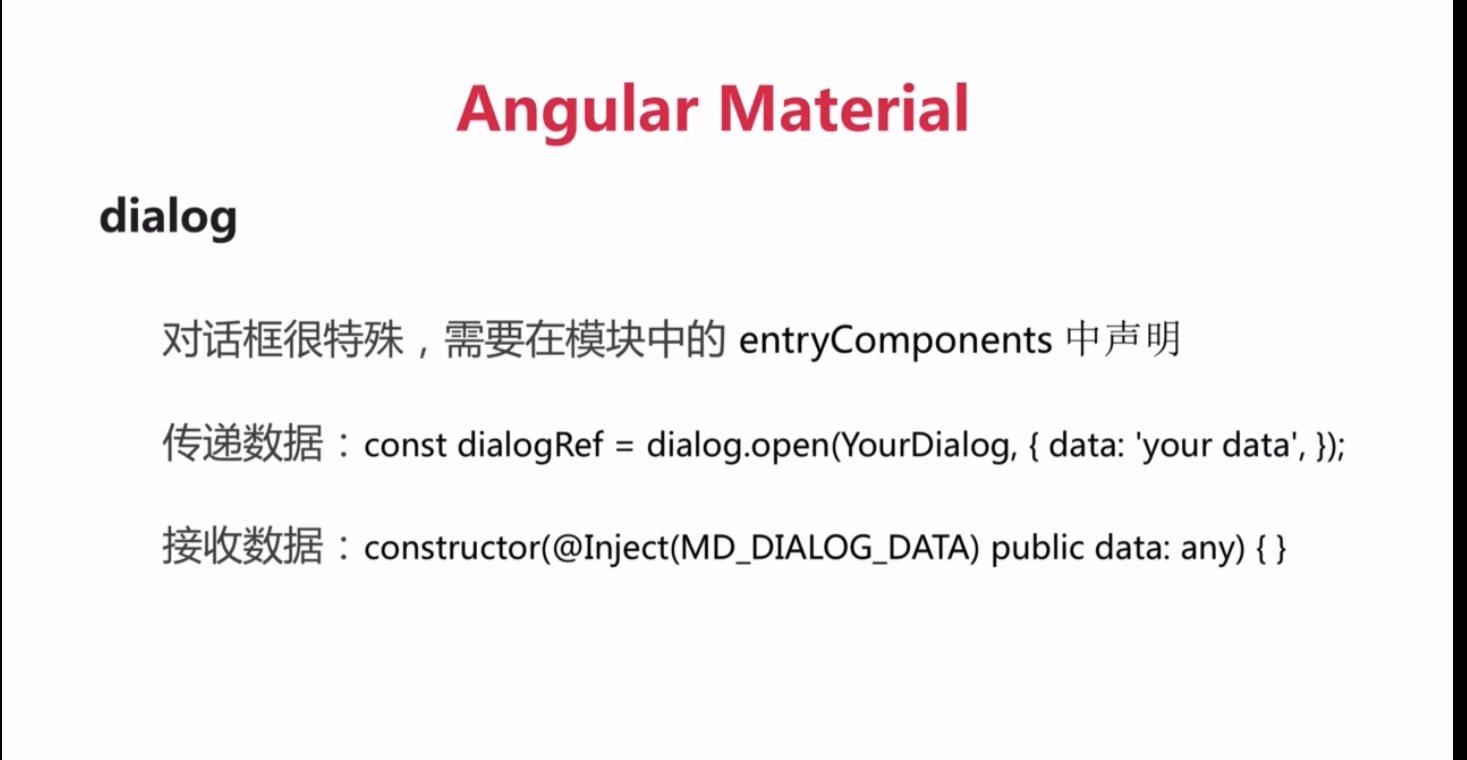 Angular Material
dialog
对话框很特殊，需要在模块中的 entryComponents 中声明
传递数据：const dialogRef = dialog.open(YourDialog, { data: 'your data', });
接收数据：constructor(@Inject(MD_DIALOG_DATA) public data: any) { }